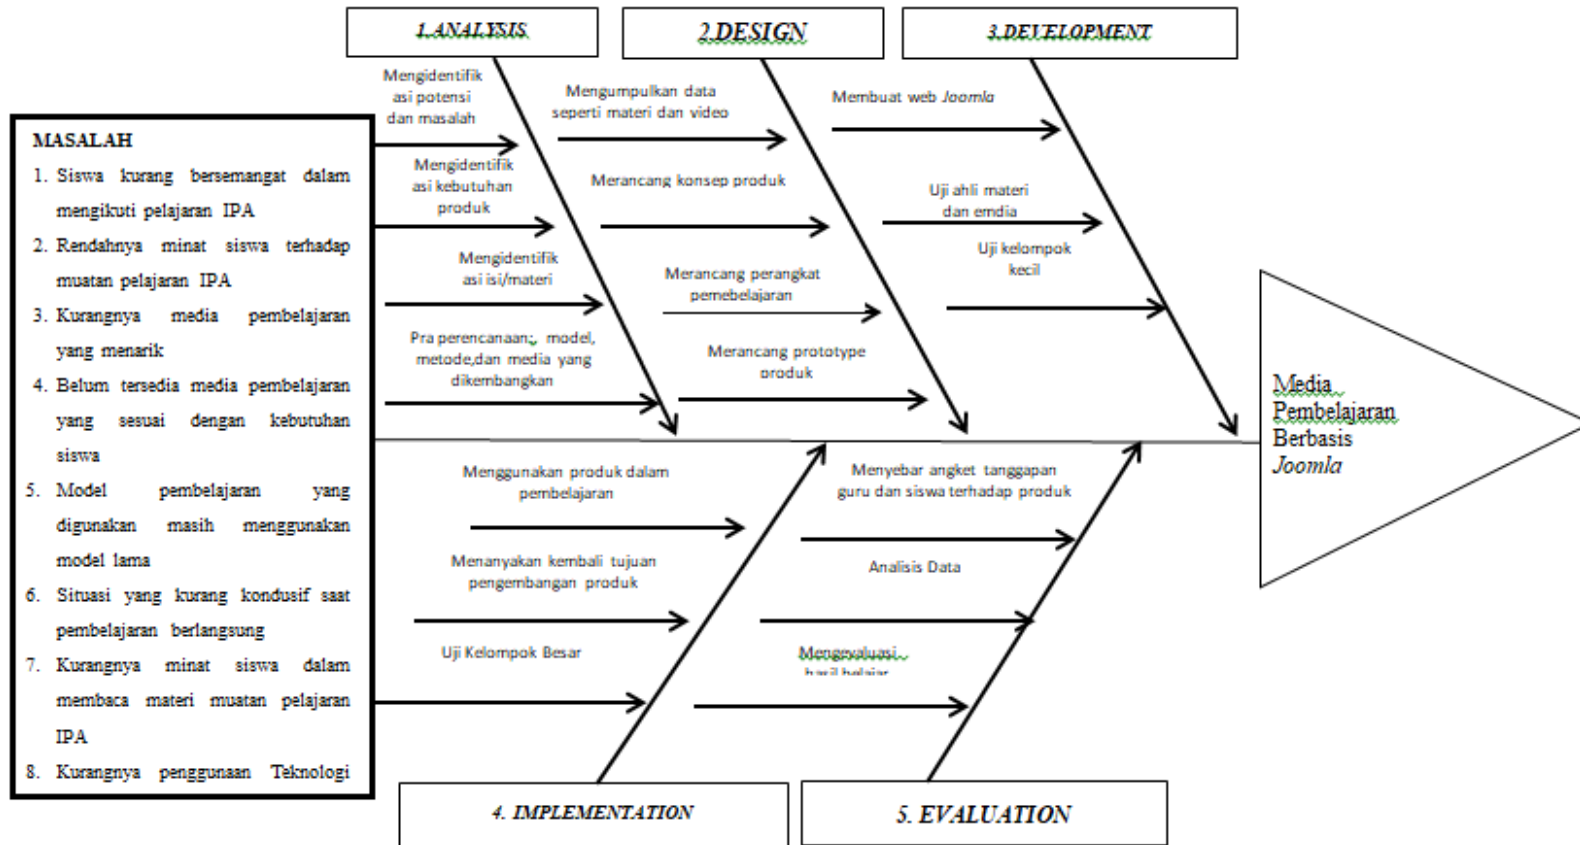 1.ANALYSIS
2.DESIGN
3.DEVELOPMENT
MASALAH
1. Siswa kurang bersemangat dalam
mengikuti pelajaran IPA
2. Rendahnya minat siswa terhadap
muatan pelajaran IPA
3. Kurangnya media pembelajaran
yang menarik
4. Belum tersedia media pembelajaran
yang sesuai dengan kebutuhan
siswa
5. Model pembelajaran yang
digunakan masih menggunakan
model lama
6. Situasi yang kurang kondusif saat
pembelajaran berlangsung
7. Kurangnya minat siswa dalam
membaca materi muatan pelajaran
IPA
8. Kurangnya penggunaan Teknologi
Mengidentifik
asi potensi
dan masalah
Mengidentifik
asi kebutuhan
produk
Mengidentifik
asi isi/materi
Pra perencanaan:, model,
metode,dan media yang
dikembangkan
Mengumpulkan data
seperti materi dan video
Merancang konsep produk
Merancang perangkat
pemebelajaran
Merancang prototype
produk
Membuat web Joomla
Uji ahli materi
dan emdia
Uji kelompok
kecil
Menggunakan produk dalam
pembelajaran
Menanyakan kembali tujuan
pengembangan produk
Uji Kelompok Besar
Menyebar angket tanggapan
guru dan siswa terhadap produk
Analisis Data
Mengevaluasi
hasil belajar
Media
Pembelajaran
Berbasis
Joomla
4. IMPLEMENTATION
5. EVALUATION